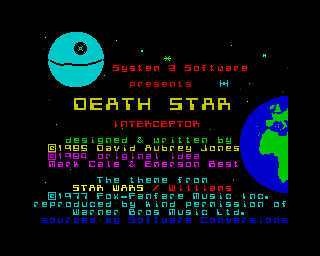 System 3 Software
presents
DEATH STAR
INTERCEPTOR
designed & written by
©1985 David Aubrey Jones
©1984 original idea
Mark Cale & Emerson Best
The theme from
STAR WARS / Williams
©1977 Fox-Fanfare Music Inc.
reproduced by kind permission of
Warner Bros Music Ltd.
sourced by Software Conversions